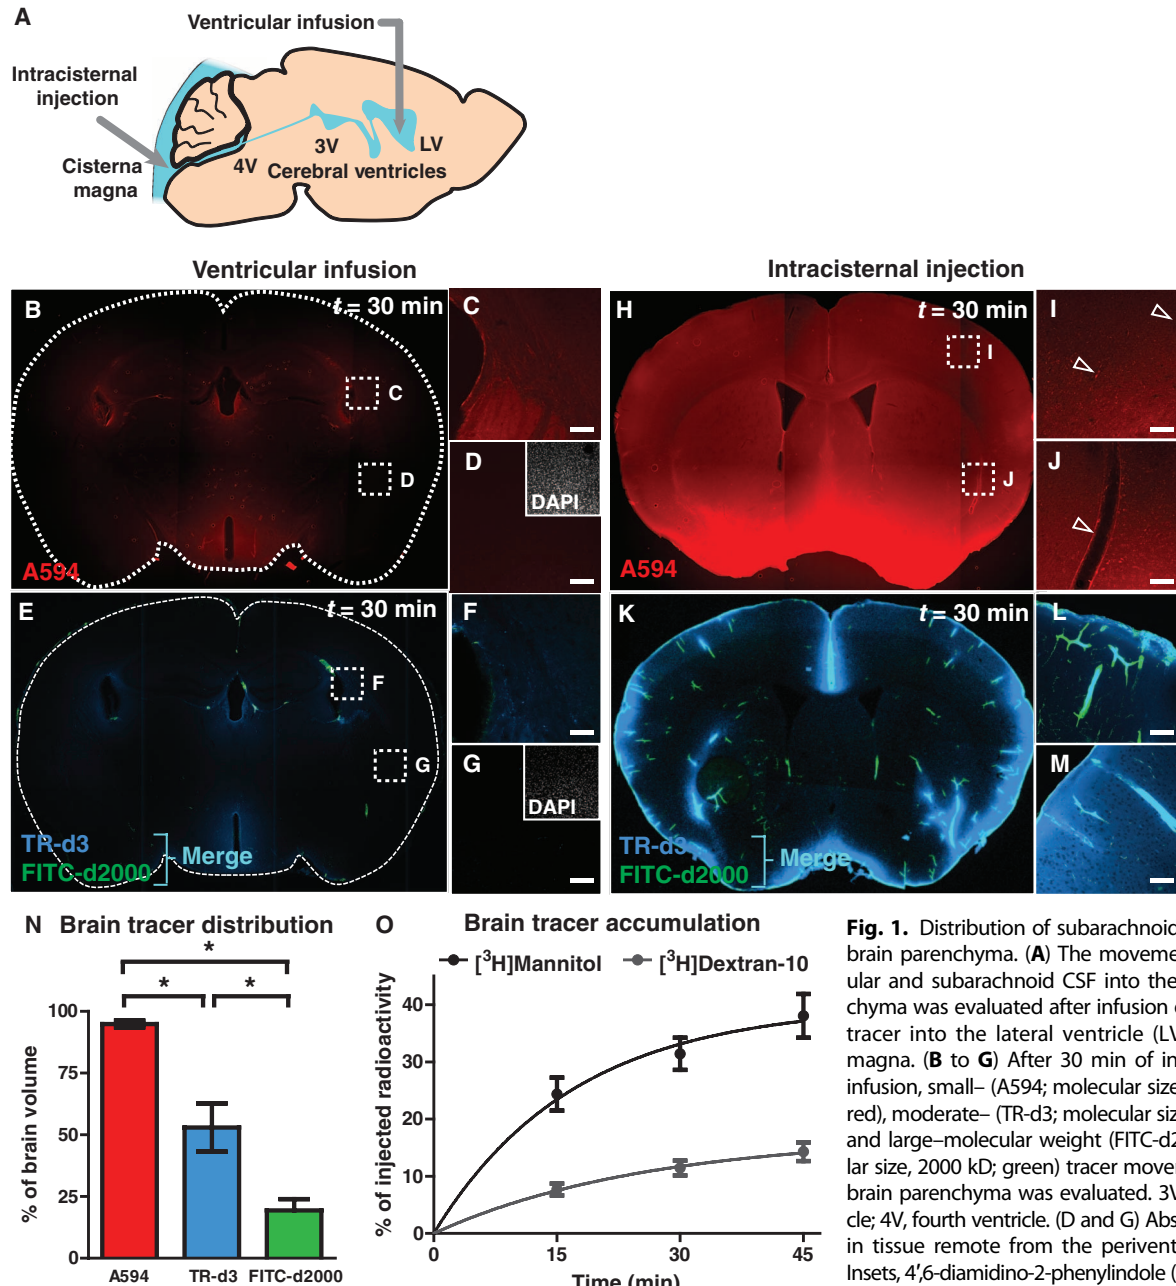 A
Ventricular infusion
Intracisternal
injection
Cisterna
magna
4V
3V
LV
Cerebral ventricles
Ventricular infusion
Intracisternal injection
B
t = 30 min
C
D
A594
C
D
DAPI
H
t = 30 min
I
J
A594
I
J
E
t = 30 min
F
G
TR-d3
FITC-d2000
Merge
F
G
DAPI
K
t = 30 min
TR-d3
FITC-d2000
Merge
L
M
N Brain tracer distribution
*
* *
% of brain volume
100
75
50
25
0
A594 TR-d3 FITC-d2000
O Brain tracer accumulation
[³H]Mannitol [³H]Dextran-10
% of injected radioactivity
40
30
20
10
0
0 15 30 45
Time (min)
Fig. 1. Distribution of subarachnoid
brain parenchyma. (A) The moveme
ular and subarachnoid CSF into the
chyma was evaluated after infusion
tracer into the lateral ventricle (LV
magna. (B to G) After 30 min of in
infusion, small– (A594; molecular size
red), moderate– (TR-d3; molecular siz
and large–molecular weight (FITC-d2
lar size, 2000 kD; green) tracer move
brain parenchyma was evaluated. 3V
cle; 4V, fourth ventricle. (D and G) Abs
in tissue remote from the perivent
Insets, 4′,6-diamidino-2-phenylindole (